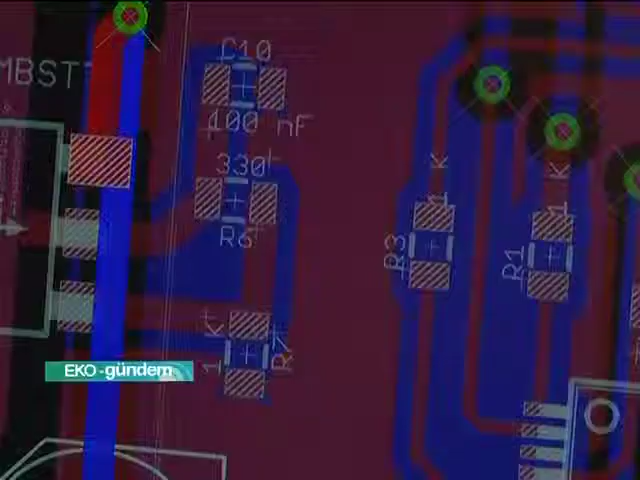 C10
MBST
100 nF
330
1 K
1 K
R6
R3
R1
1 K
R7
EKO-gündem